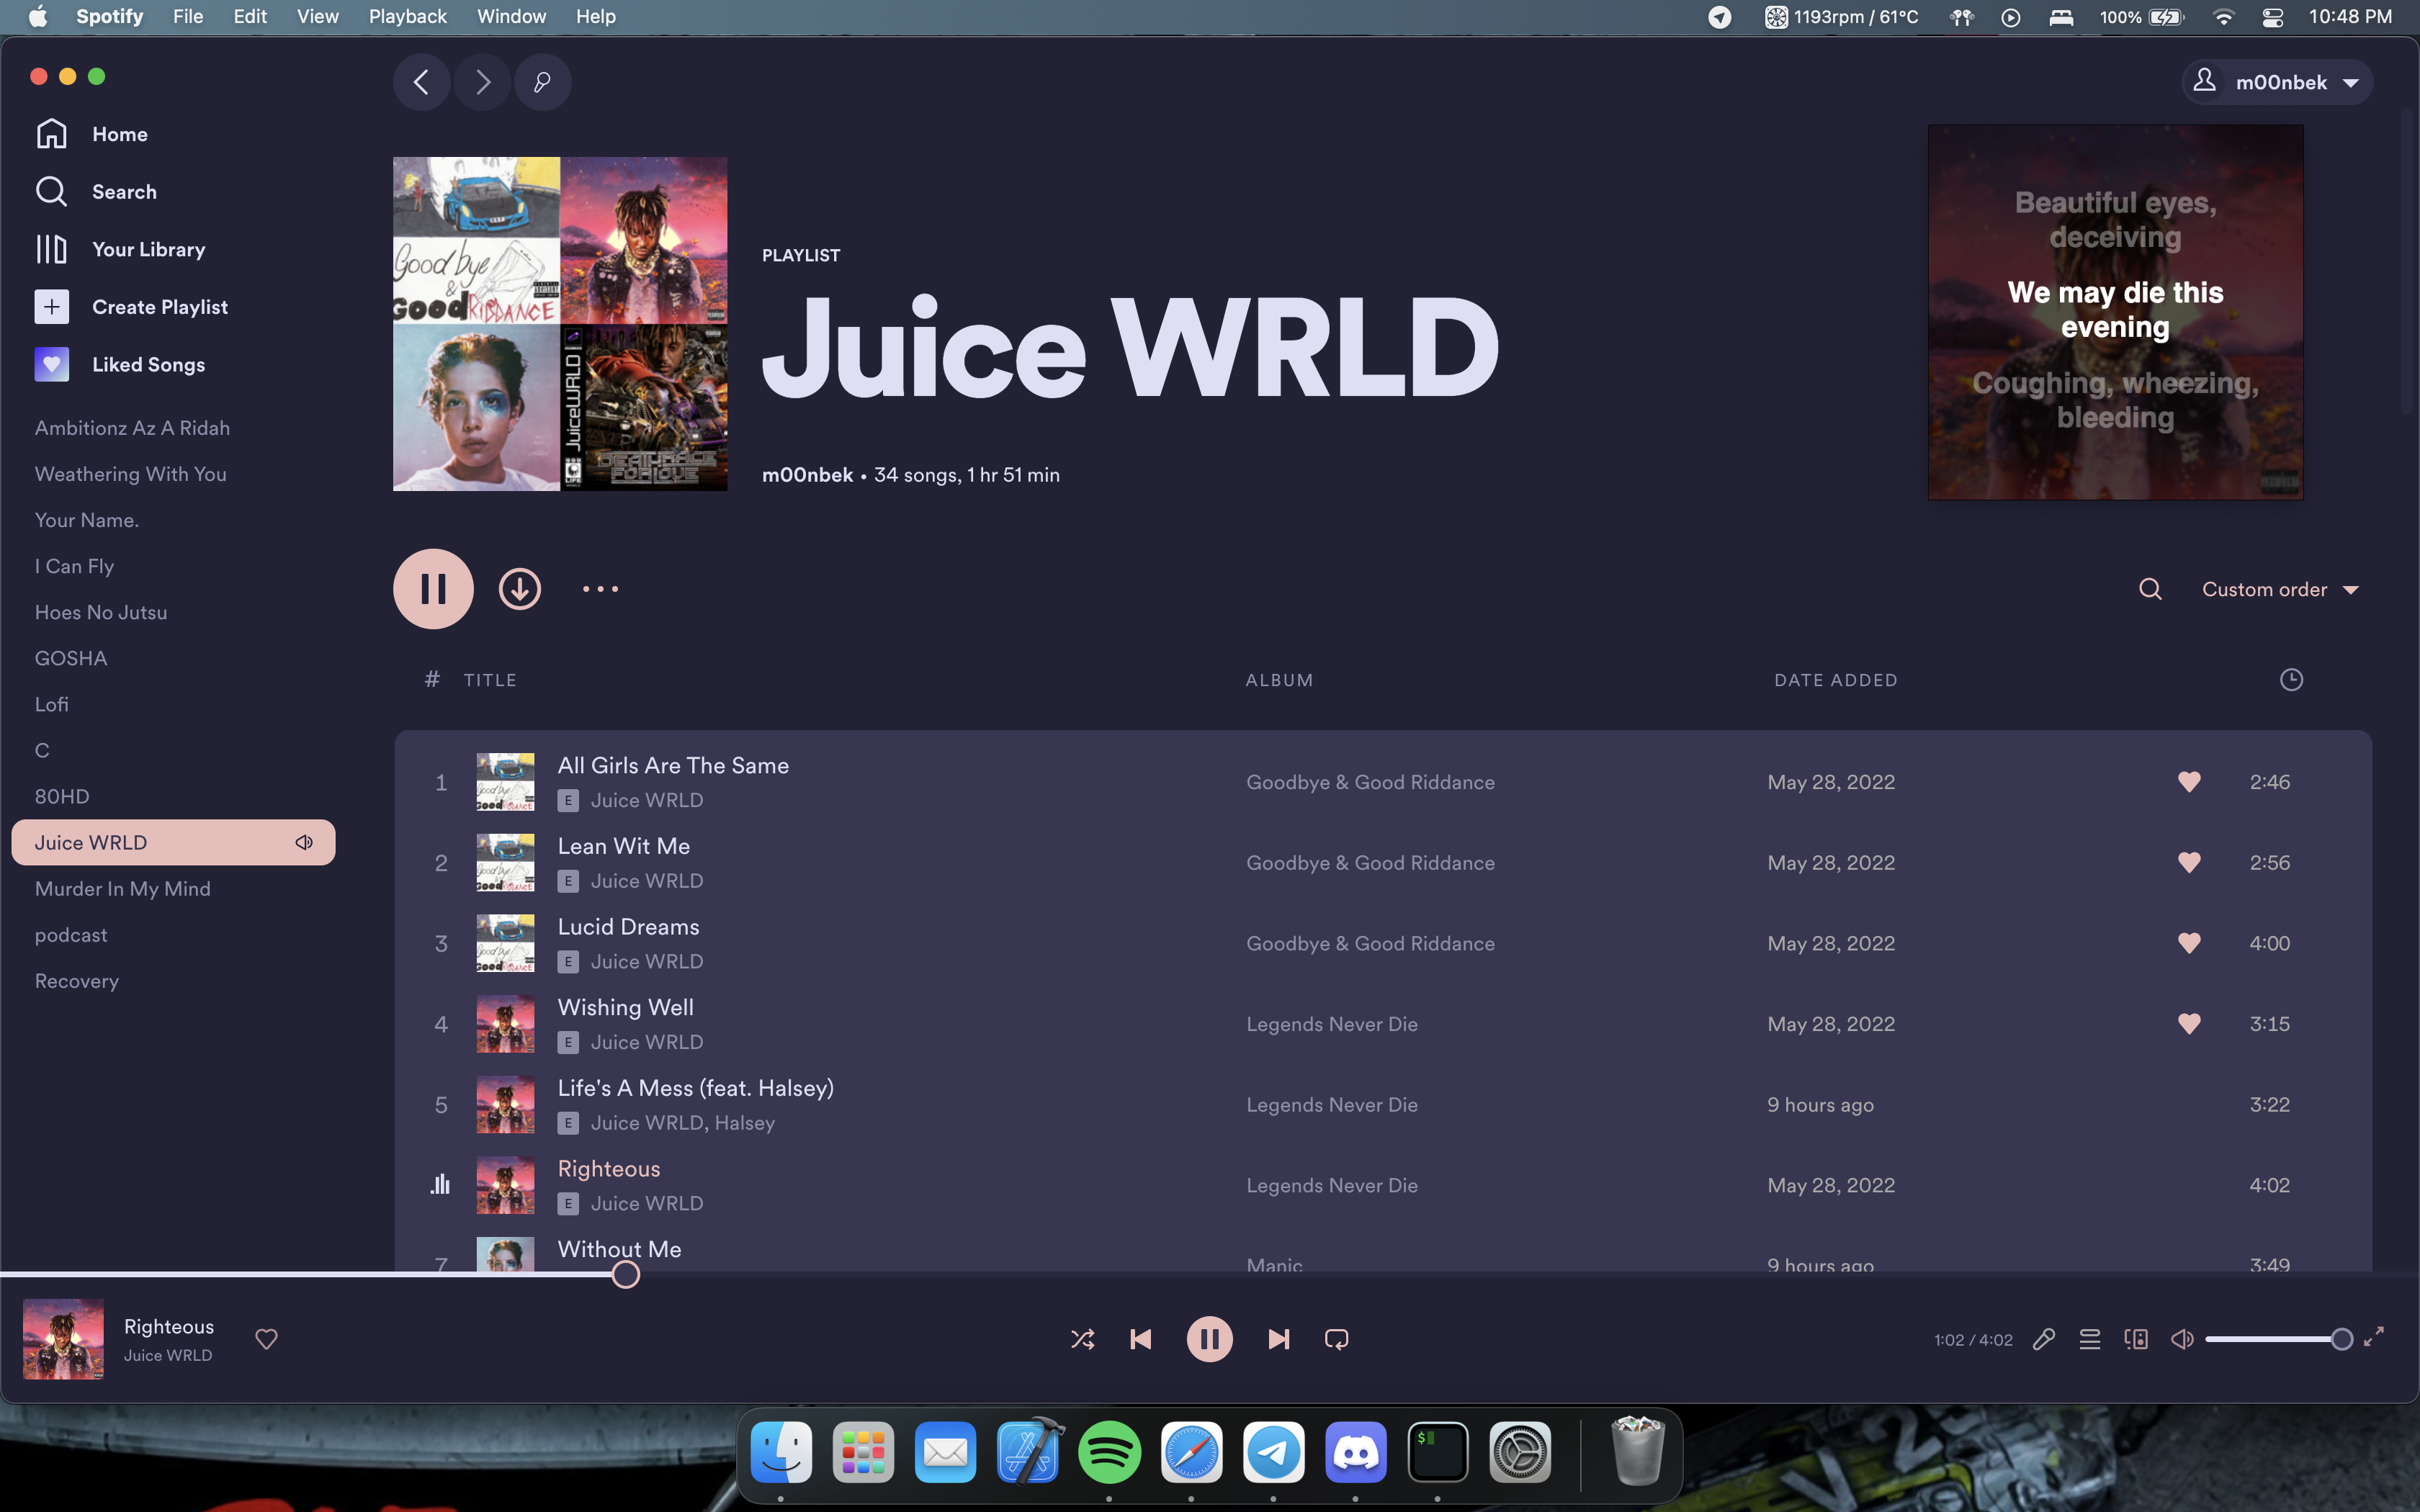 Spotify File Edit View Playback Window Help
1193rpm / 61°C 100% 10:48 PM
m00nbek
Home
Search
Your Library
Create Playlist
Liked Songs
Ambitionz Az A Ridah
Weathering With You
Your Name.
I Can Fly
Hoes No Jutsu
GOSHA
Lofi
C
80HD
Juice WRLD
Murder In My Mind
podcast
Recovery
Goodbye
&
Good RIDDANCE
JuiceWRLD
DEATHRACE
FOR LOVE
PLAYLIST
Juice WRLD
m00nbek • 34 songs, 1 hr 51 min
Beautiful eyes,
deceiving
We may die this
evening
Coughing, wheezing,
bleeding
Custom order
# TITLE ALBUM DATE ADDED
1 All Girls Are The Same Goodbye & Good Riddance May 28, 2022 2:46
E Juice WRLD
2 Lean Wit Me Goodbye & Good Riddance May 28, 2022 2:56
E Juice WRLD
3 Lucid Dreams Goodbye & Good Riddance May 28, 2022 4:00
E Juice WRLD
4 Wishing Well Legends Never Die May 28, 2022 3:15
E Juice WRLD
5 Life's A Mess (feat. Halsey) Legends Never Die 9 hours ago 3:22
E Juice WRLD, Halsey
Righteous Legends Never Die May 28, 2022 4:02
E Juice WRLD
7 Without Me Manic 9 hours ago 3:49
Righteous
Juice WRLD
1:02 / 4:02
$